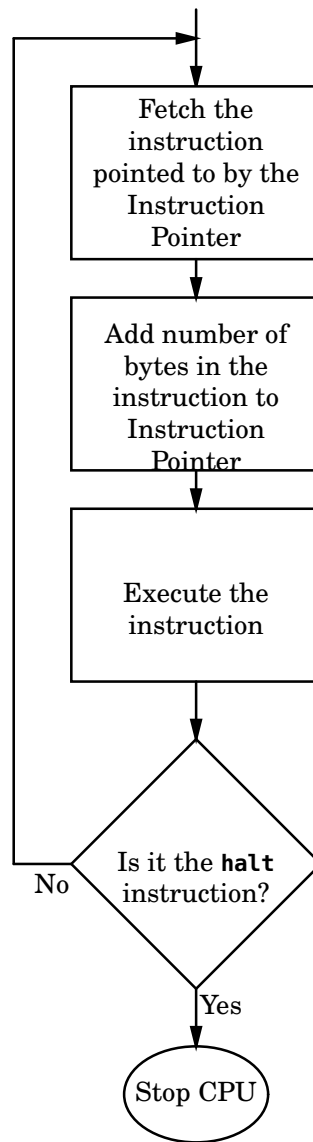 Fetch the
instruction
pointed to by the
Instruction
Pointer
Add number of
bytes in the
instruction to
Instruction
Pointer
Execute the
instruction
Is it the halt
instruction?
No
Yes
Stop CPU